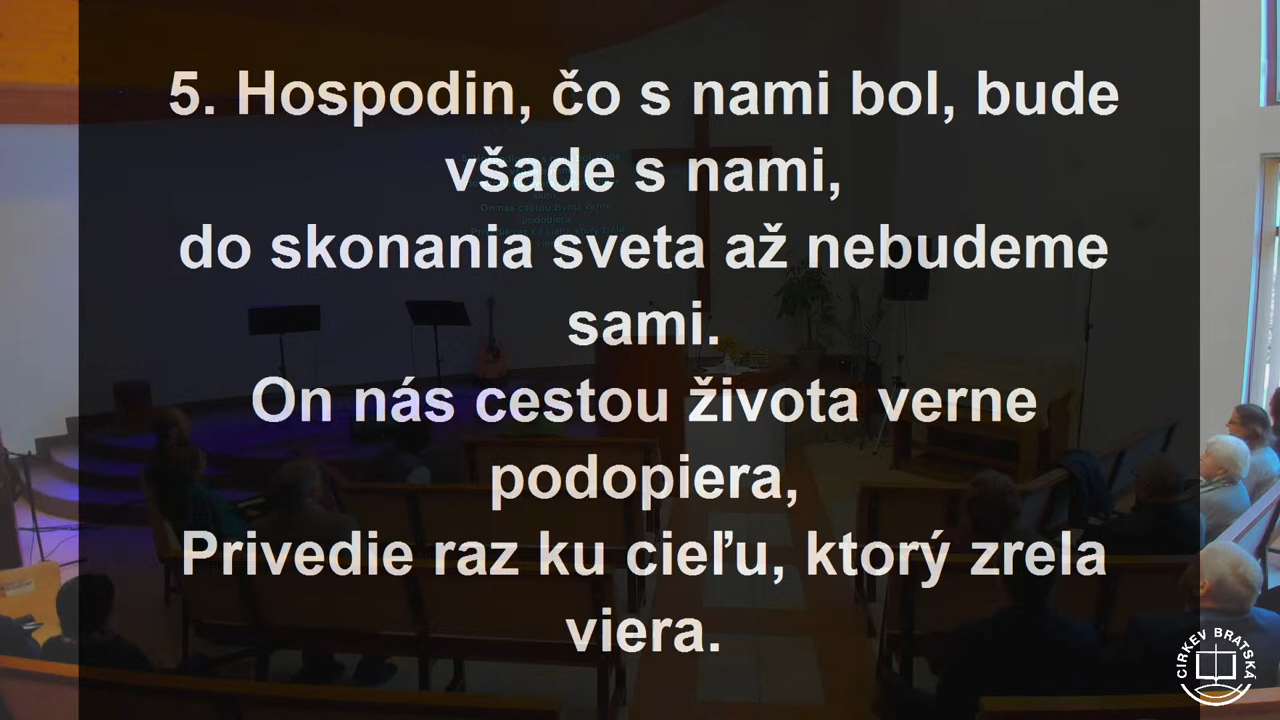 5. Hospodin, čo s nami bol, bude
všade s nami,
do skonania sveta až nebudeme
sami.
On nás cestou života verne
podopiera,
Privedie raz ku cieľu, ktorý zrela
viera.
CIRKEV BRATSKÁ